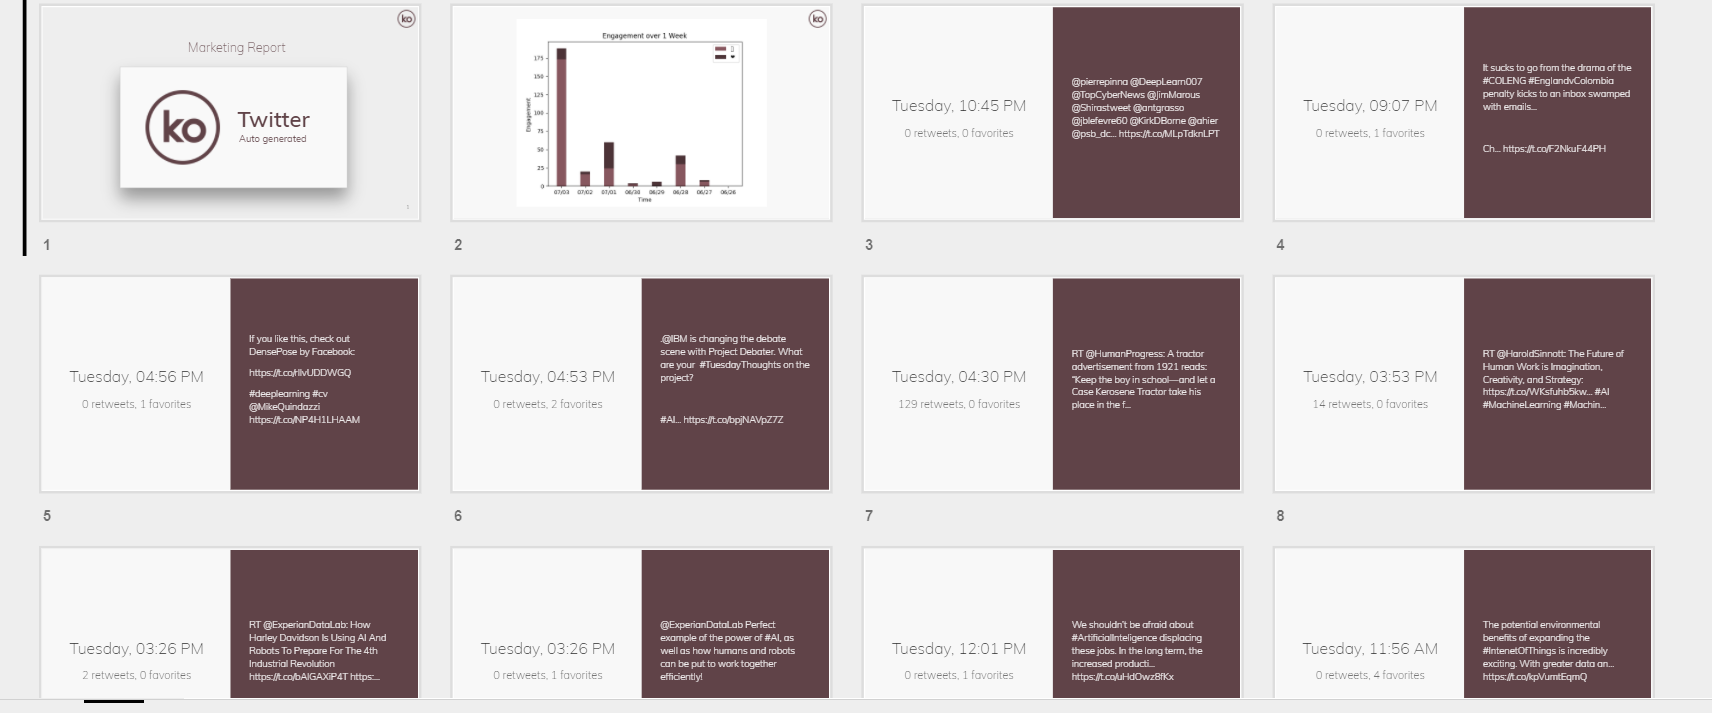 ko
Marketing Report
ko
Twitter
Auto generated
1
1
ko
Engagement over 1 Week
Engagement
175
150
125
100
75
50
25
0
07/03 07/02 07/01 06/30 06/29 06/28 06/27 06/26
Time
2
Tuesday, 10:45 PM
0 retweets, 0 favorites
@pierrepinna @DeepLearn007
@TopCyberNews @JimMarous
@Shirastweet @antgrasso
@jblefevre60 @KirkDBorne @ahier
@psb_dc... https://t.co/MLpTdknLPT
3
Tuesday, 09:07 PM
0 retweets, 1 favorites
It sucks to go from the drama of the
#COLENG #EnglandvColombia
penalty kicks to an inbox swamped
with emails...
Ch... https://t.co/F2NkuF44PH
4
Tuesday, 04:56 PM
0 retweets, 1 favorites
If you like this, check out
DensePose by Facebook:
https://t.co/rIlvUDDWGQ
#deeplearning #cv
@MikeQuindazzi
https://t.co/NP4H1LHAAM
5
Tuesday, 04:53 PM
0 retweets, 2 favorites
.@IBM is changing the debate
scene with Project Debater. What
are your #TuesdayThoughts on the
project?
#AI... https://t.co/bpjNAVpZ7Z
6
Tuesday, 04:30 PM
129 retweets, 0 favorites
RT @HumanProgress: A tractor
advertisement from 1921 reads:
“Keep the boy in school—and let a
Case Kerosene Tractor take his
place in the f...
7
Tuesday, 03:53 PM
14 retweets, 0 favorites
RT @HaroldSinnott: The Future of
Human Work is Imagination,
Creativity, and Strategy:
https://t.co/WKsfuhb5kw... #AI
#MachineLearning #Machin...
8
Tuesday, 03:26 PM
2 retweets, 0 favorites
RT @ExperianDataLab: How
Harley Davidson Is Using AI And
Robots To Prepare For The 4th
Industrial Revolution
https://t.co/bAlGAXiP4T https:...
Tuesday, 03:26 PM
0 retweets, 1 favorites
@ExperianDataLab Perfect
example of the power of #AI, as
well as how humans and robots
can be put to work together
efficiently!
Tuesday, 12:01 PM
0 retweets, 1 favorites
We shouldn't be afraid about
#ArtificialInteligence displacing
these jobs. In the long term, the
increased producti...
https://t.co/uHdOwz8fKx
Tuesday, 11:56 AM
0 retweets, 4 favorites
The potential environmental
benefits of expanding the
#IntenetOfThings is incredibly
exciting. With greater data an...
https://t.co/kpVumtEqmQ